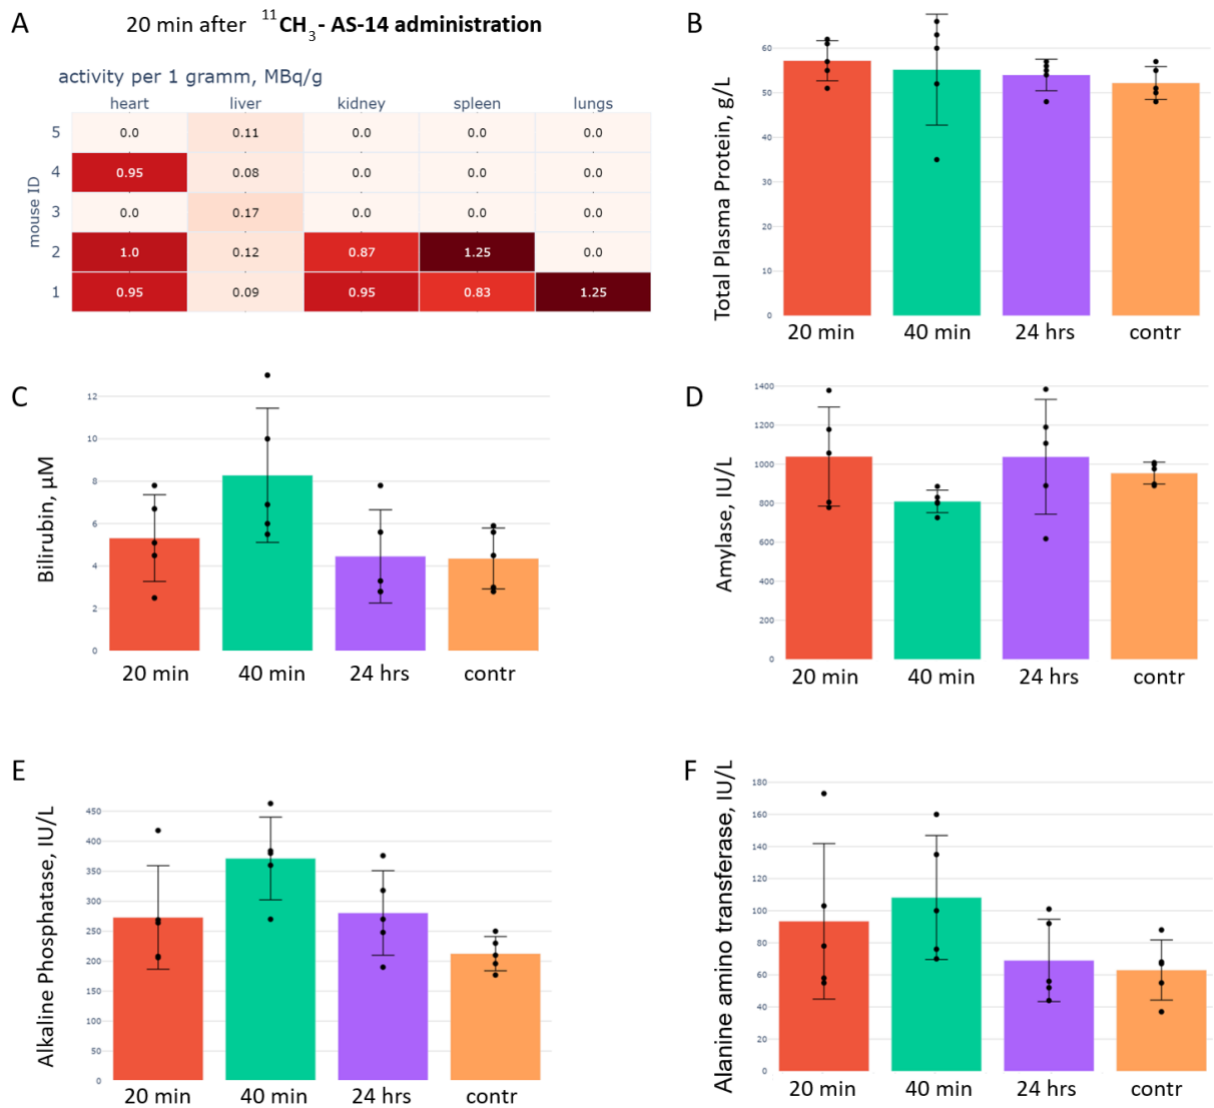 A
20 min after 11CH3- AS-14 administration
activity per 1 gramm, MBq/g
heart liver kidney spleen lungs
mouse ID
5 0.0 0.11 0.0 0.0 0.0
4 0.95 0.08 0.0 0.0 0.0
3 0.0 0.17 0.0 0.0 0.0
2 1.0 0.12 0.87 1.25 0.0
1 0.95 0.09 0.95 0.83 1.25
B
Total Plasma Protein, g/L
60
50
40
30
20
10
0
20 min 40 min 24 hrs contr
C
Bilirubin, µM
12
10
8
6
4
2
0
20 min 40 min 24 hrs contr
D
Amylase, IU/L
1400
1200
1000
800
600
400
200
0
20 min 40 min 24 hrs contr
E
Alkaline Phosphatase, IU/L
450
400
350
300
250
200
150
100
50
0
20 min 40 min 24 hrs contr
F
Alanine amino transferase, IU/L
180
160
140
120
100
80
60
40
20
0
20 min 40 min 24 hrs contr